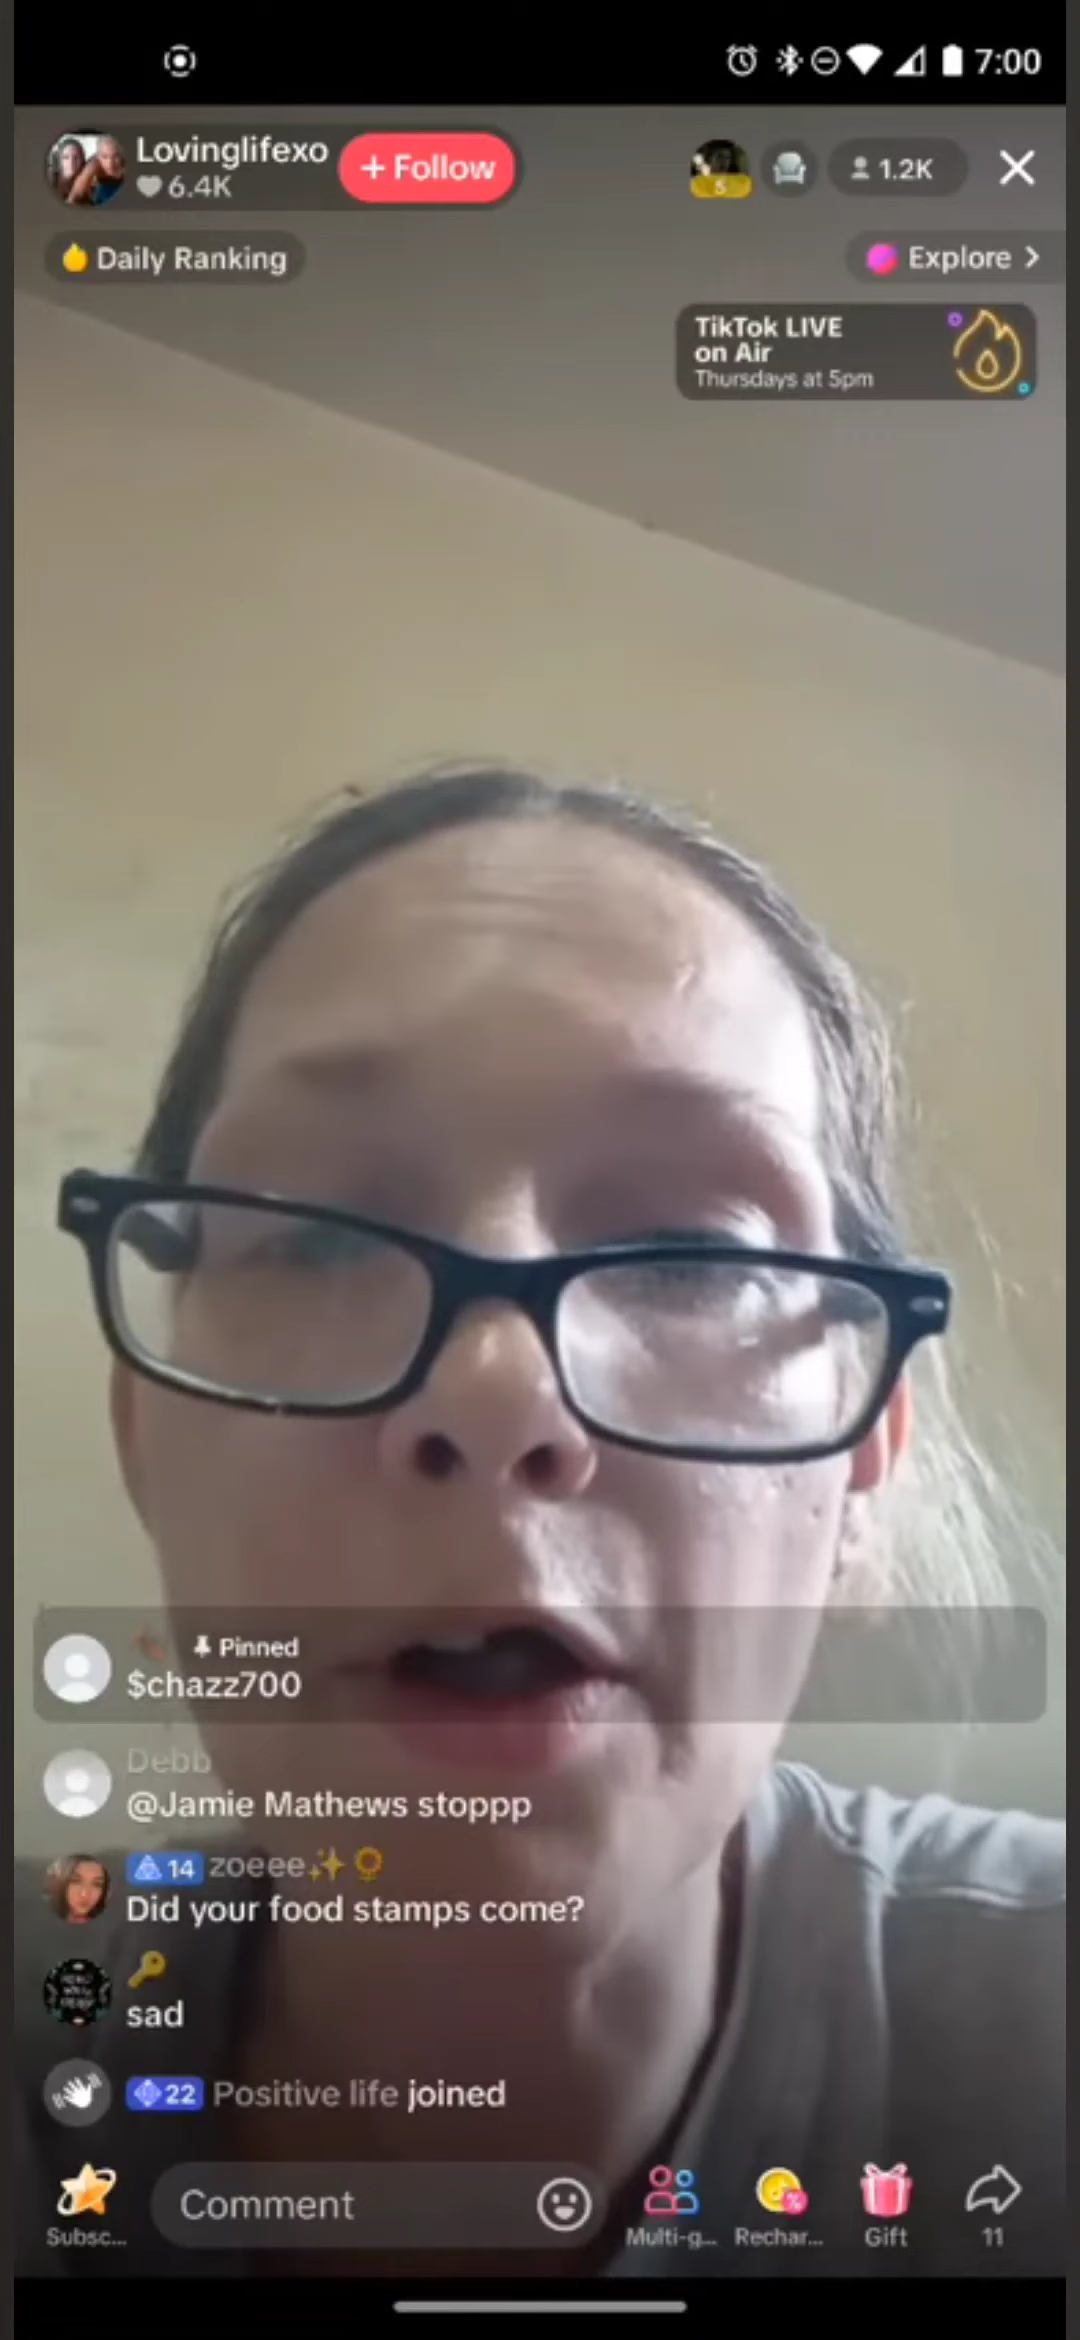 7:00
Lovinglifexo
6.4K
+ Follow
5
1.2K
Daily Ranking
Explore >
TikTok LIVE
on Air
Thursdays at 5pm
Pinned
$chazz700
Debb
@Jamie Mathews stoppp
14 zoeee
Did your food stamps come?
sad
22 Positive life joined
Comment
Subsc...
Multi-g...
Rechar...
Gift
11